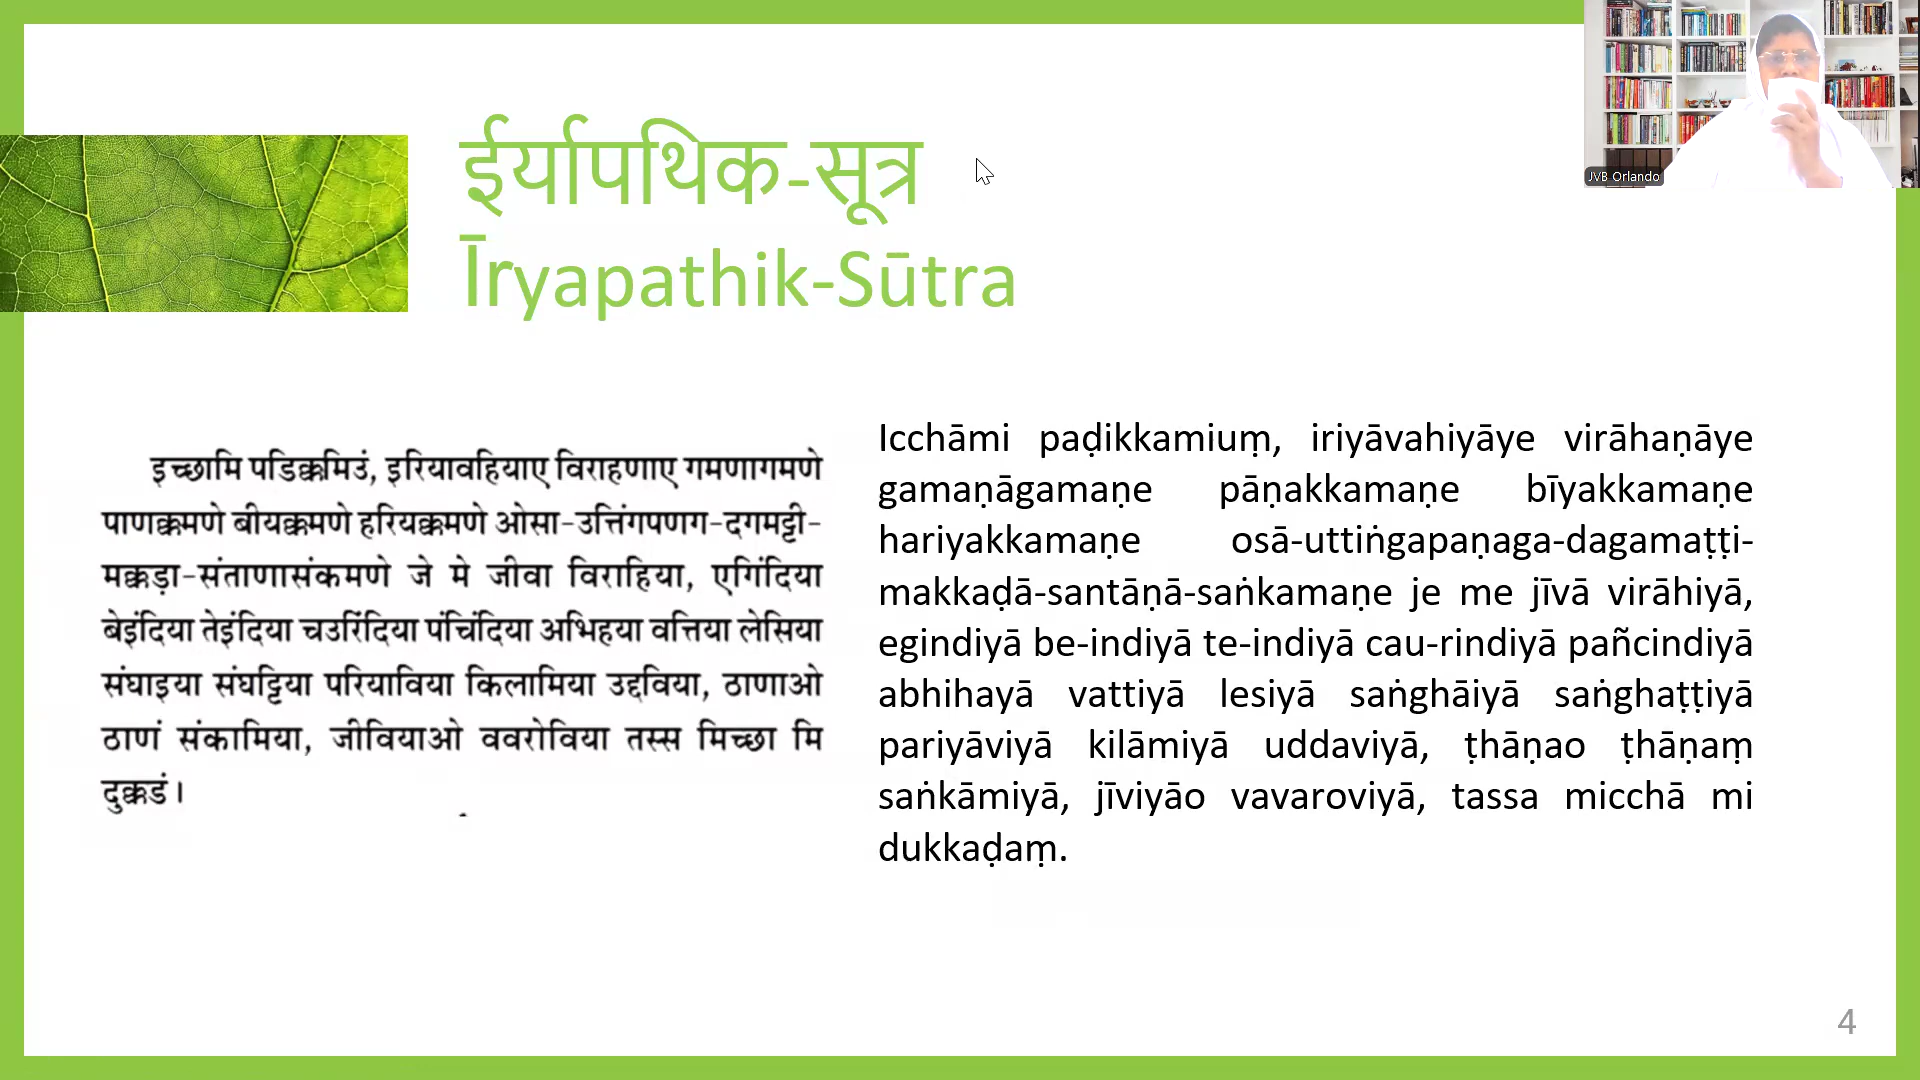 ईर्यापथिक-सूत्र
Īryapathik-Sūtra
इच्छामि पडिक्कमिउं, इरियावहियाए विराहणाए गमणागमणे
पाणक्कमणे बीयक्कमणे हरियक्कमणे ओसा-उत्तिंगपणग-दगमट्टी-
मक्कड़ा-संताणासंकमणे जे मे जीवा विराहिया, एगिंदिया
बेइंदिया तेइंदिया चउरिंदिया पंचिंदिया अभिहया वत्तिया लेसिया
संघाइया संघट्टिया परियाविया किलामिया उद्दविया, ठाणाओ
ठाणं संकामिया, जीवियाओ ववरोविया तस्स मिच्छा मि
दुक्कडं।
Icchāmi paḍikkamiuṃ, iriyāvahiyāye virāhaṇāye
gamaṇāgamaṇe pāṇakkamaṇe bīyakkamaṇe
hariyakkamaṇe osā-uttiṅgapaṇaga-dagamaṭṭi-
makkaḍā-santāṇā-saṅkamaṇe je me jīvā virāhiyā,
egindiyā be-indiyā te-indiyā cau-rindiyā pañcindiyā
abhihayā vattiyā lesiyā saṅghāiyā saṅghaṭṭiyā
pariyāviyā kilāmiyā uddaviyā, ṭhāṇao ṭhāṇaṃ
saṅkāmiyā, jīviyāo vavaroviyā, tassa micchā mi
dukkaḍaṃ.
JVB Orlando
4